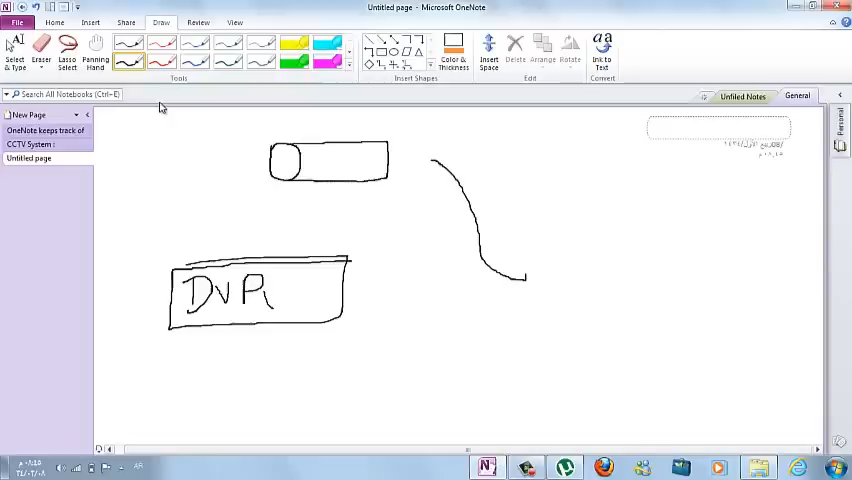 Untitled page - Microsoft OneNote
File
Home
Insert
Share
Draw
Review
View
Select & Type
Eraser
Lasso Select
Panning Hand
Color & Thickness
Insert Space
Delete
Arrange
Rotate
Ink to Text
Tools
Insert Shapes
Edit
Convert
Search All Notebooks (Ctrl+E)
Unfiled Notes
General
New Page
OneNote keeps track of
CCTV System :
Untitled page
Personal
DVR
AR